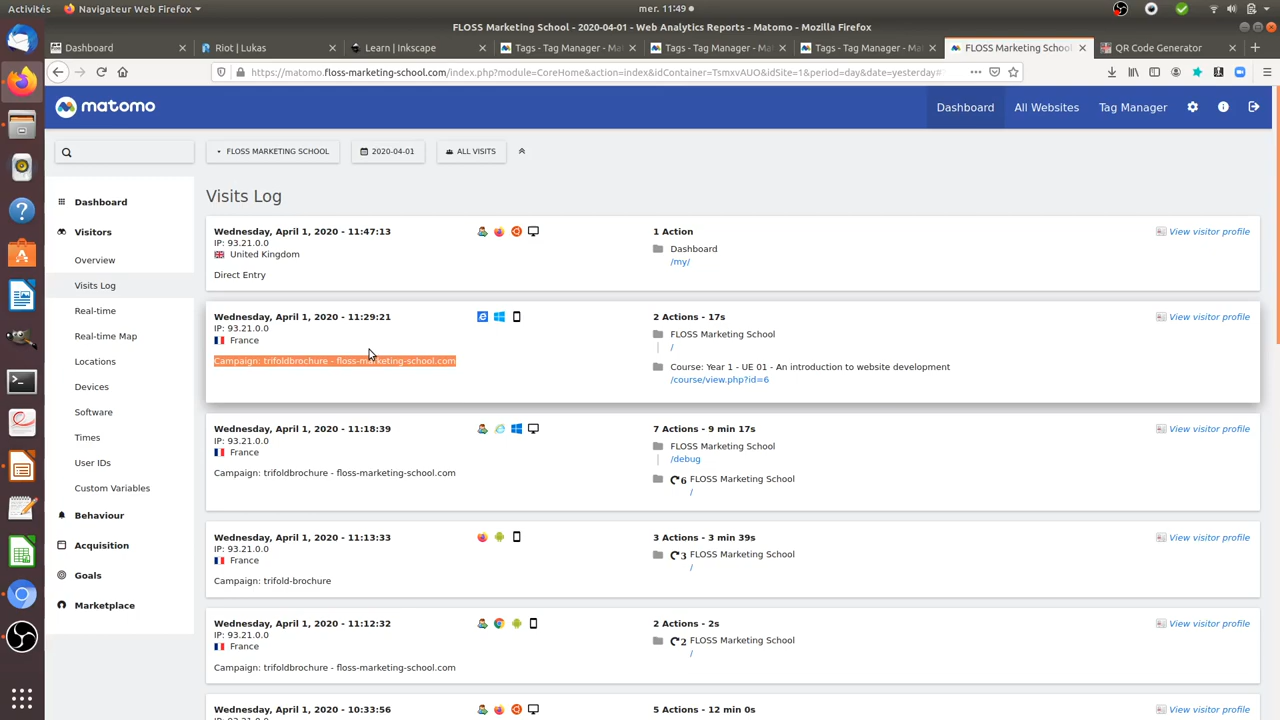 Activités
Navigateur Web Firefox
mer. 11:49
FLOSS Marketing School - 2020-04-01 - Web Analytics Reports - Matomo - Mozilla Firefox
Dashboard
Riot | Lukas
Learn | Inkscape
Tags - Tag Manager - M
Tags - Tag Manager - M
Tags - Tag Manager - M
FLOSS Marketing School
QR Code Generator
https://matomo.floss-marketing-school.com/index.php?module=CoreHome&action=index&idContainer=TsmxvAUO&idSite=1&period=day&date=yesterday#
matomo
Dashboard
All Websites
Tag Manager
FLOSS MARKETING SCHOOL
2020-04-01
ALL VISITS
Dashboard
Visitors
Overview
Visits Log
Real-time
Real-time Map
Locations
Devices
Software
Times
User IDs
Custom Variables
Behaviour
Acquisition
Goals
Marketplace
Visits Log
Wednesday, April 1, 2020 - 11:47:13
IP: 93.21.0.0
United Kingdom
Direct Entry
1 Action
Dashboard
/my/
View visitor profile
Wednesday, April 1, 2020 - 11:29:21
IP: 93.21.0.0
France
Campaign: trifoldbrochure - floss-marketing-school.com
2 Actions - 17s
FLOSS Marketing School
/
Course: Year 1 - UE 01 - An introduction to website development
/course/view.php?id=6
View visitor profile
Wednesday, April 1, 2020 - 11:18:39
IP: 93.21.0.0
France
Campaign: trifoldbrochure - floss-marketing-school.com
7 Actions - 9 min 17s
FLOSS Marketing School
/debug
6 FLOSS Marketing School
/
View visitor profile
Wednesday, April 1, 2020 - 11:13:33
IP: 93.21.0.0
France
Campaign: trifold-brochure
3 Actions - 3 min 39s
3 FLOSS Marketing School
/
View visitor profile
Wednesday, April 1, 2020 - 11:12:32
IP: 93.21.0.0
France
Campaign: trifoldbrochure - floss-marketing-school.com
2 Actions - 2s
2 FLOSS Marketing School
/
View visitor profile
Wednesday, April 1, 2020 - 10:33:56
5 Actions - 12 min 0s
View visitor profile